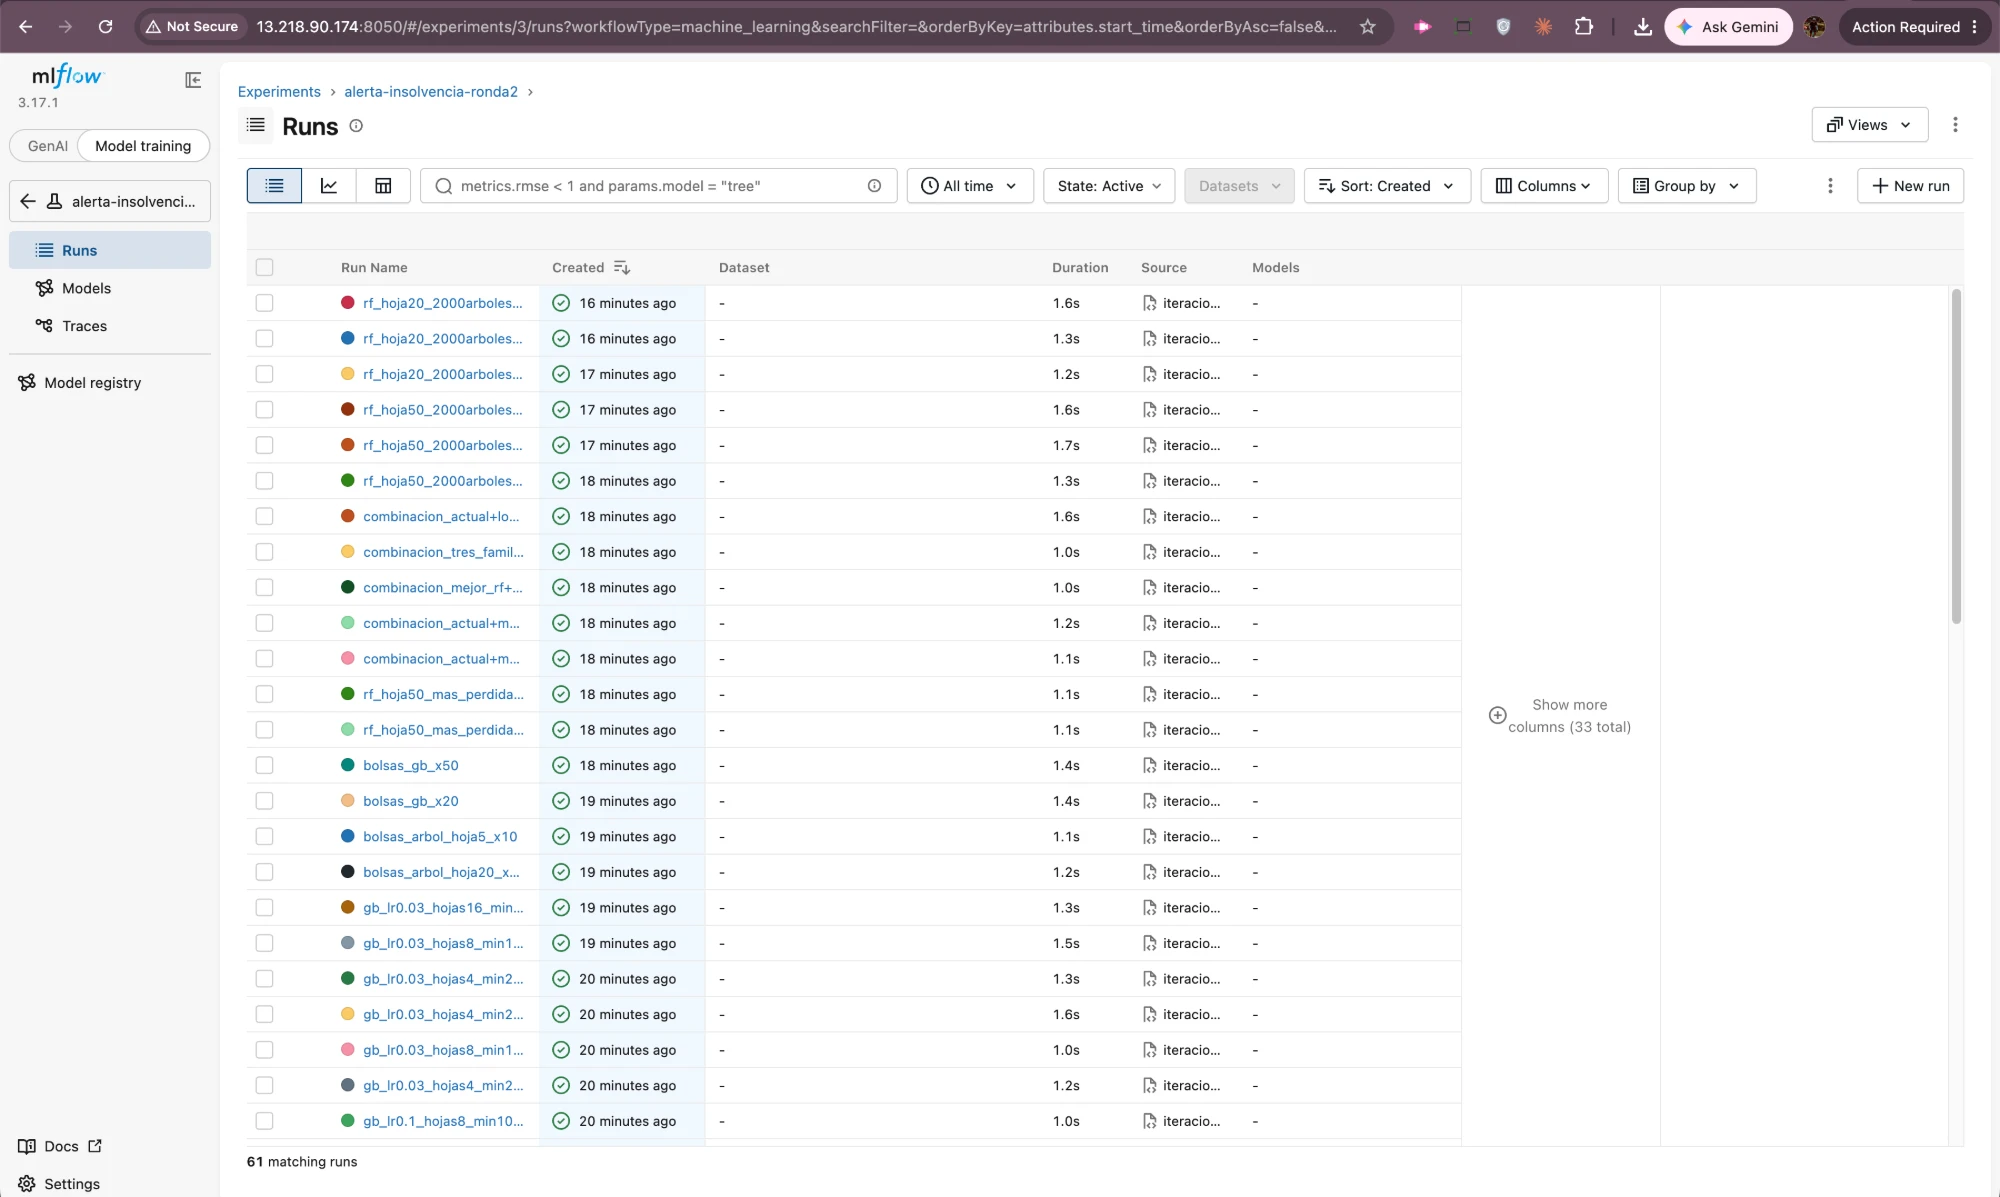 Not Secure 13.218.90.174:8050/#/experiments/3/runs?workflowType=machine_learning&searchFilter=&orderByKey=attributes.start_time&orderByAsc=false&... Ask Gemini Action Required
mlflow
3.17.1
GenAI Model training
alerta-insolvenci...
Runs
Models
Traces
Model registry
Docs
Settings
Experiments > alerta-insolvencia-ronda2 >
Runs
Views
metrics.rmse < 1 and params.model = "tree" All time State: Active Datasets Sort: Created Columns Group by New run
Run Name Created Dataset Duration Source Models
rf_hoja20_2000arboles... 16 minutes ago - 1.6s iteracio... -
rf_hoja20_2000arboles... 16 minutes ago - 1.3s iteracio... -
rf_hoja20_2000arboles... 17 minutes ago - 1.2s iteracio... -
rf_hoja50_2000arboles... 17 minutes ago - 1.6s iteracio... -
rf_hoja50_2000arboles... 17 minutes ago - 1.7s iteracio... -
rf_hoja50_2000arboles... 18 minutes ago - 1.3s iteracio... -
combinacion_actual+lo... 18 minutes ago - 1.6s iteracio... -
combinacion_tres_famil... 18 minutes ago - 1.0s iteracio... -
combinacion_mejor_rf+... 18 minutes ago - 1.0s iteracio... -
combinacion_actual+m... 18 minutes ago - 1.2s iteracio... -
combinacion_actual+m... 18 minutes ago - 1.1s iteracio... -
rf_hoja50_mas_perdida... 18 minutes ago - 1.1s iteracio... -
rf_hoja50_mas_perdida... 18 minutes ago - 1.1s iteracio... -
bolsas_gb_x50 18 minutes ago - 1.4s iteracio... -
bolsas_gb_x20 19 minutes ago - 1.4s iteracio... -
bolsas_arbol_hoja5_x10 19 minutes ago - 1.1s iteracio... -
bolsas_arbol_hoja20_x... 19 minutes ago - 1.2s iteracio... -
gb_lr0.03_hojas16_min... 19 minutes ago - 1.3s iteracio... -
gb_lr0.03_hojas8_min1... 19 minutes ago - 1.5s iteracio... -
gb_lr0.03_hojas4_min2... 20 minutes ago - 1.3s iteracio... -
gb_lr0.03_hojas4_min2... 20 minutes ago - 1.6s iteracio... -
gb_lr0.03_hojas8_min1... 20 minutes ago - 1.0s iteracio... -
gb_lr0.03_hojas4_min2... 20 minutes ago - 1.2s iteracio... -
gb_lr0.1_hojas8_min10... 20 minutes ago - 1.0s iteracio... -
Show more
columns (33 total)
61 matching runs